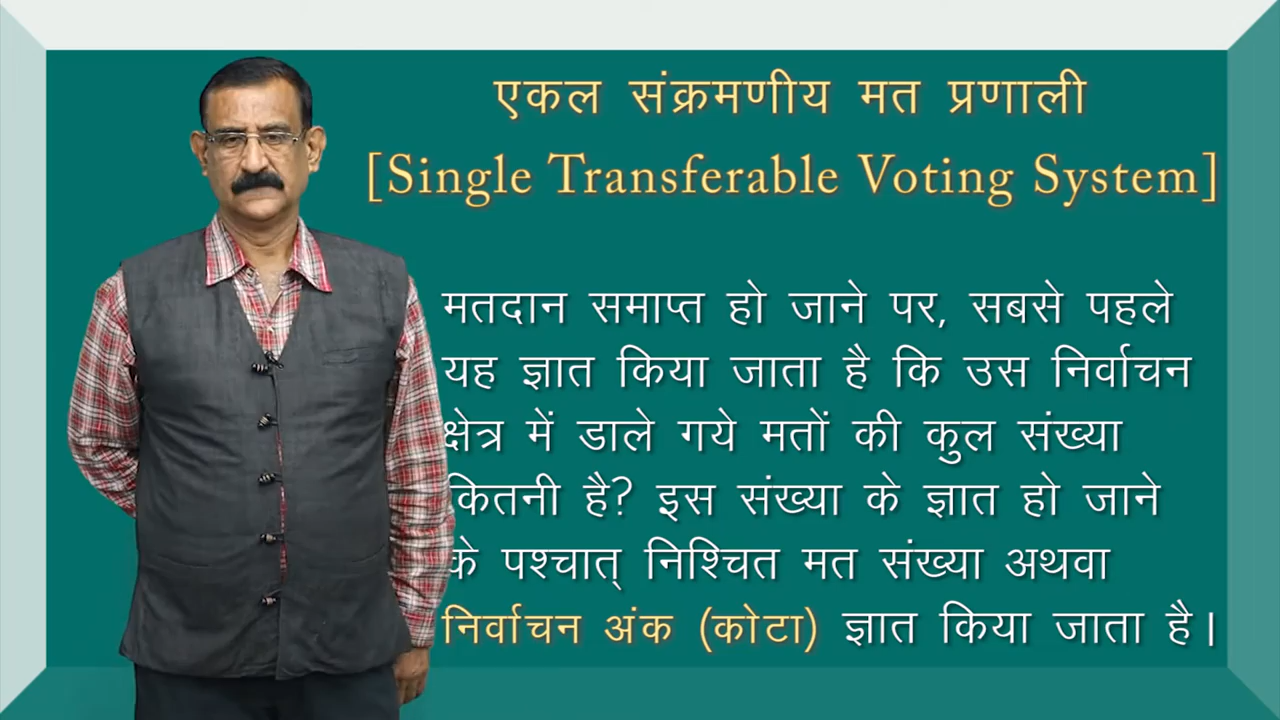 एकल संक्रमणीय मत प्रणाली
[Single Transferable Voting System]
मतदान समाप्त हो जाने पर, सबसे पहले
यह ज्ञात किया जाता है कि उस निर्वाचन
क्षेत्र में डाले गये मतों की कुल संख्या
कितनी है? इस संख्या के ज्ञात हो जाने
के पश्चात् निश्चित मत संख्या अथवा
निर्वाचन अंक (कोटा) ज्ञात किया जाता है।